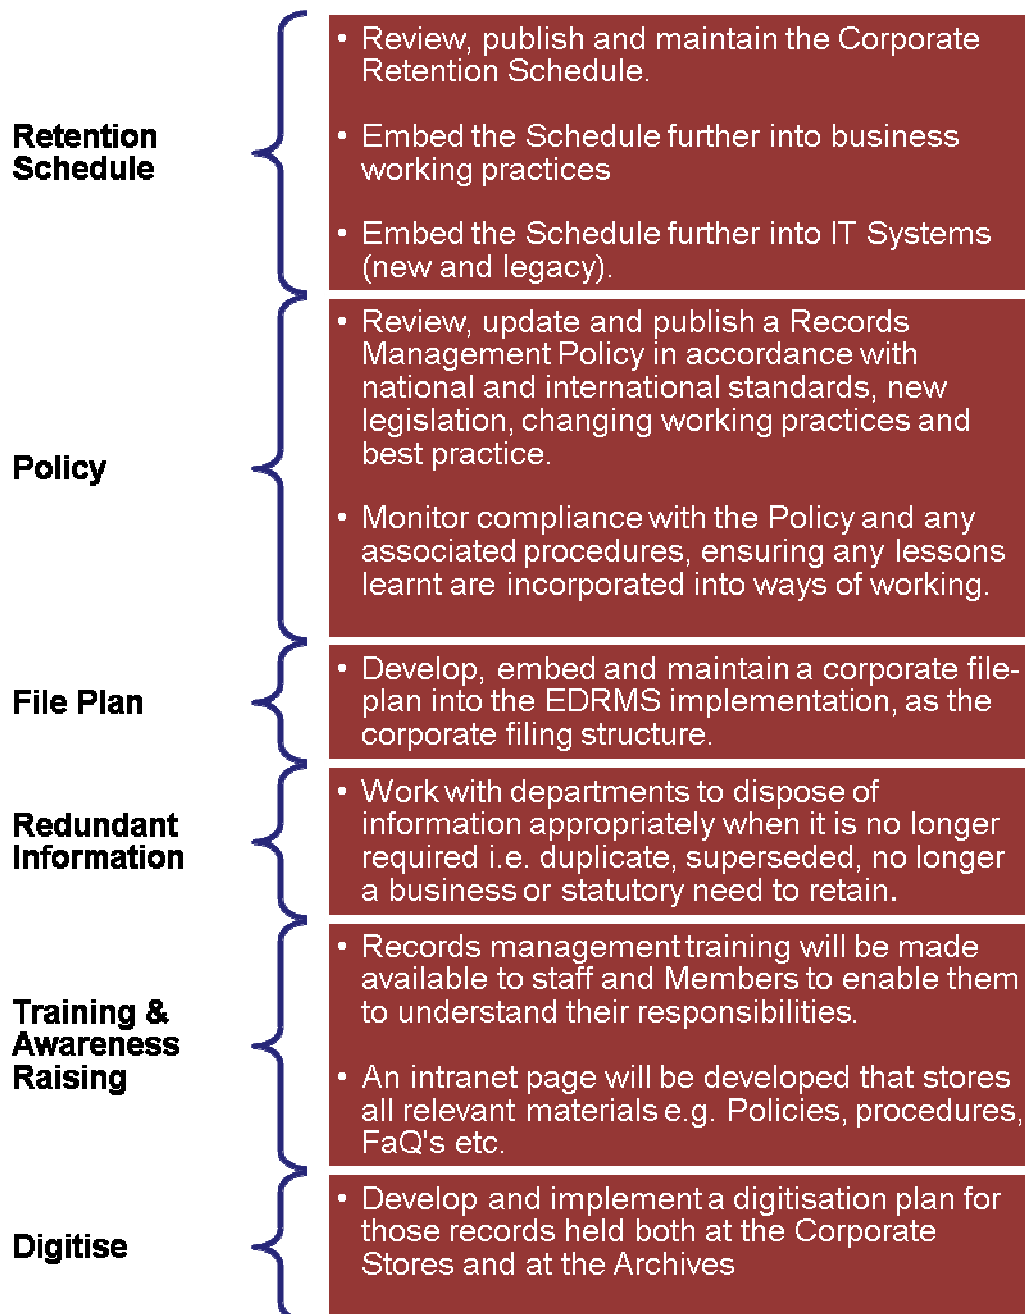 Retention
Schedule
• Review, publish and maintain the Corporate
Retention Schedule.
• Embed the Schedule further into business
working practices
• Embed the Schedule further into IT Systems
(new and legacy).
Policy
• Review, update and publish a Records
Management Policy in accordance with
national and international standards, new
legislation, changing working practices and
best practice.
• Monitor compliance with the Policy and any
associated procedures, ensuring any lessons
learnt are incorporated into ways of working.
File Plan
• Develop, embed and maintain a corporate file-
plan into the EDRMS implementation, as the
corporate filing structure.
Redundant
Information
• Work with departments to dispose of
information appropriately when it is no longer
required i.e. duplicate, superseded, no longer
a business or statutory need to retain.
Training &
Awareness
Raising
• Records management training will be made
available to staff and Members to enable them
to understand their responsibilities.
• An intranet page will be developed that stores
all relevant materials e.g. Policies, procedures,
FaQ's etc.
Digitise
• Develop and implement a digitisation plan for
those records held both at the Corporate
Stores and at the Archives